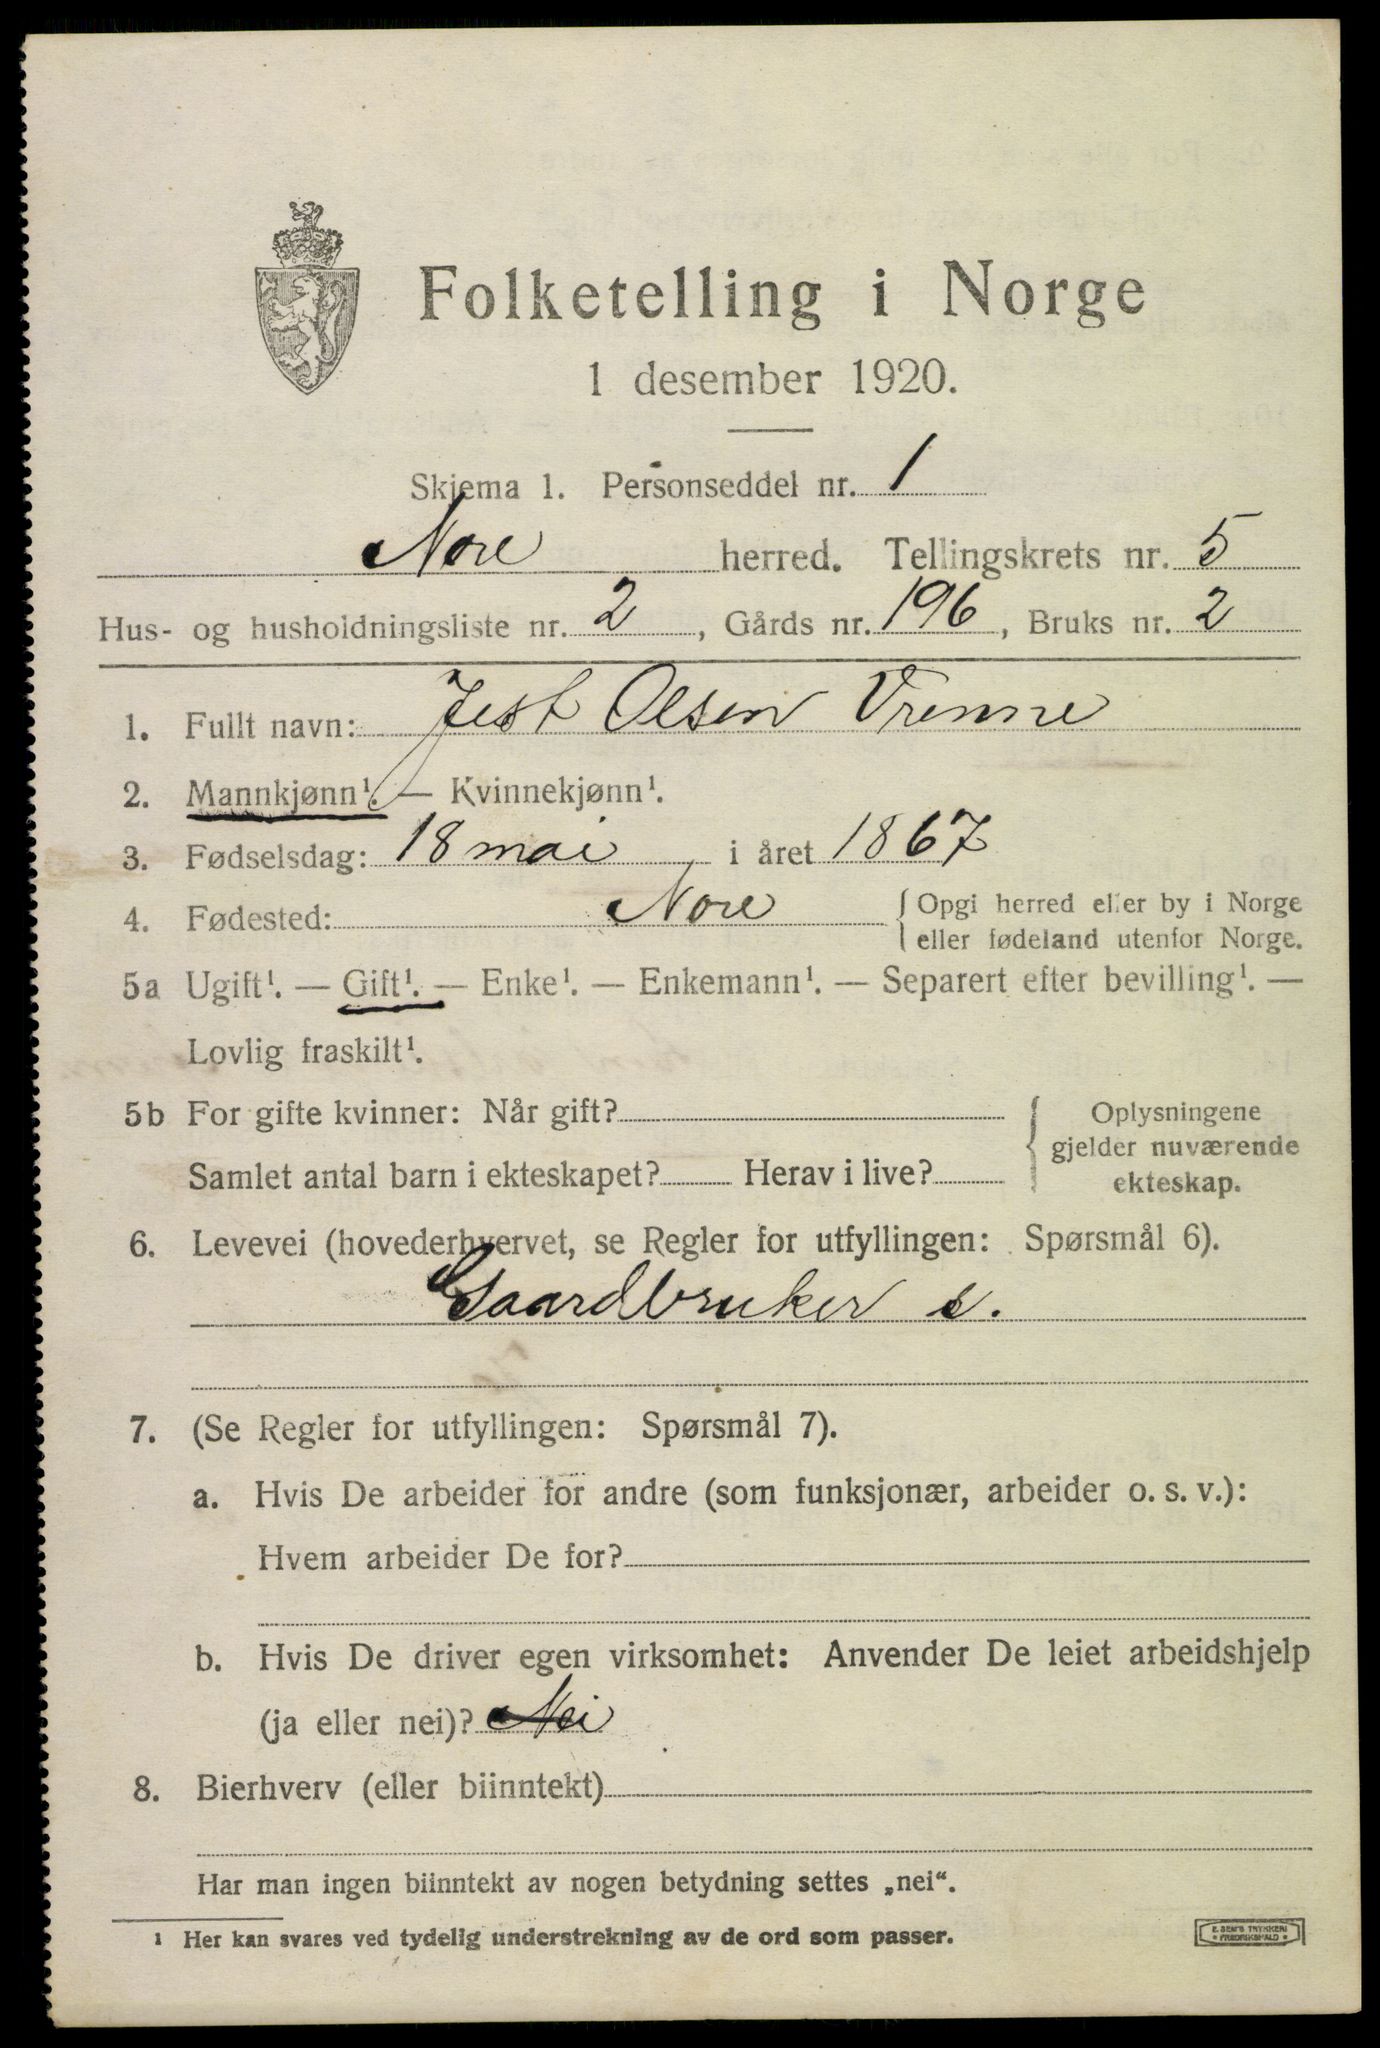 Folketelling i Norge
1 desember 1920.
Skjema 1. Personseddel nr. 1
Nore herred. Tellingskrets nr. 5
Hus- og husholdningsliste nr. 2, Gårds nr. 196, Bruks nr. 2
1. Fullt navn: Jest Olsen Vrenne
2. Mannkjønn¹. — Kvinnekjønn¹.
3. Fødselsdag: 18 mai i året 1867
4. Fødested: Nore { Opgi herred eller by i Norge
eller fødeland utenfor Norge.
5a Ugift¹. — Gift¹. — Enke¹. — Enkemann¹. — Separert efter bevilling¹. —
Lovlig fraskilt¹.
5b For gifte kvinner: Når gift? { Oplysningene
gjelder nuværende
Samlet antal barn i ekteskapet? Herav i live? ekteskap.
6. Levevei (hovederhvervet, se Regler for utfyllingen: Spørsmål 6).
Gaardbruker s.
7. (Se Regler for utfyllingen: Spørsmål 7).
a. Hvis De arbeider for andre (som funksjonær, arbeider o. s. v.):
Hvem arbeider De for?
b. Hvis De driver egen virksomhet: Anvender De leiet arbeidshjelp
(ja eller nei)? Nei
8. Bierhverv (eller biinntekt)
Har man ingen biinntekt av nogen betydning settes „nei“.
1 Her kan svares ved tydelig understrekning av de ord som passer.
E. SEM'S TRYKKERI
FREDRIKSHALD